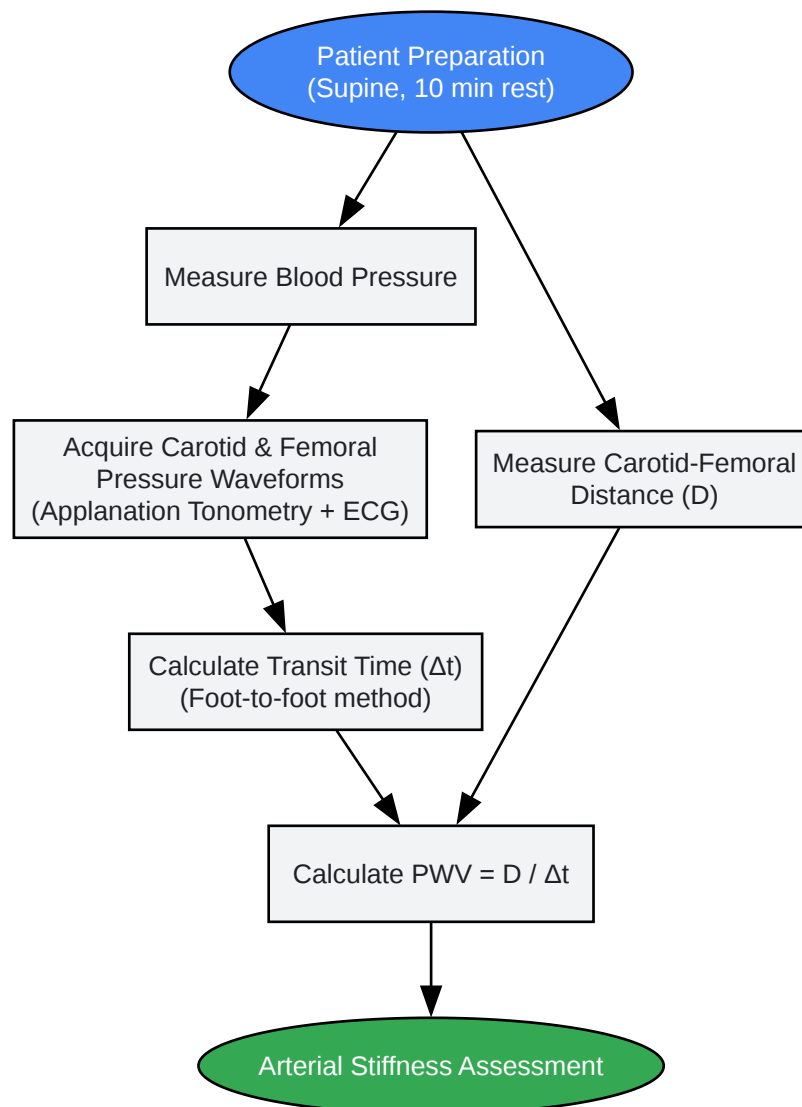 Patient Preparation
(Supine, 10 min rest)
Measure Blood Pressure
Acquire Carotid & Femoral
Pressure Waveforms
(Applanation Tonometry + ECG)
Measure Carotid-Femoral
Distance (D)
Calculate Transit Time (Δt)
(Foot-to-foot method)
Calculate PWV = D / Δt
Arterial Stiffness Assessment